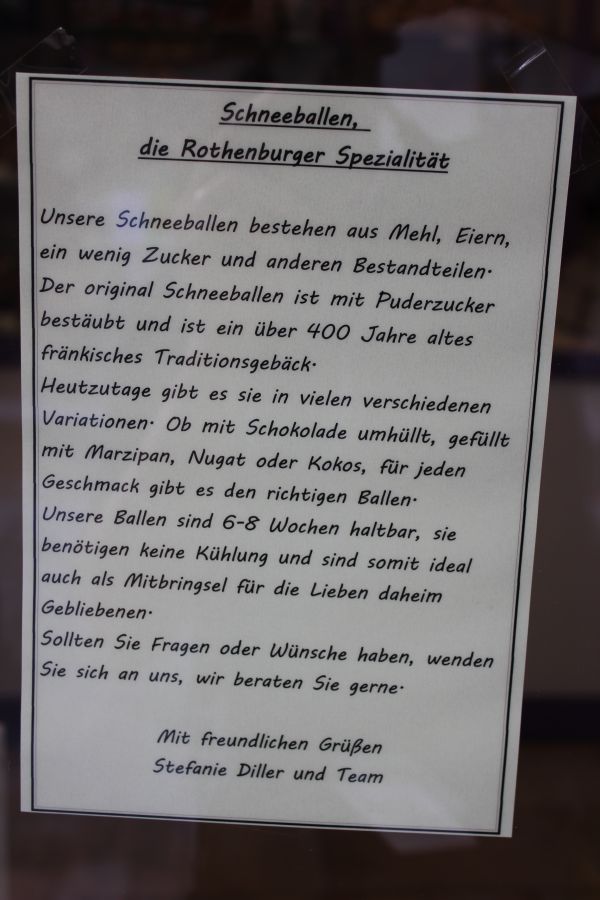 Schneeballen,
die Rothenburger Spezialität
Unsere Schneeballen bestehen aus Mehl, Eiern,
ein wenig Zucker und anderen Bestandteilen.
Der original Schneeballen ist mit Puderzucker
bestäubt und ist ein über 400 Jahre altes
fränkisches Traditionsgebäck.
Heutzutage gibt es sie in vielen verschiedenen
Variationen. Ob mit Schokolade umhüllt, gefüllt
mit Marzipan, Nugat oder Kokos, für jeden
Geschmack gibt es den richtigen Ballen.
Unsere Ballen sind 6-8 Wochen haltbar, sie
benötigen keine Kühlung und sind somit ideal
auch als Mitbringsel für die Lieben daheim
Gebliebenen.
Sollten Sie Fragen oder Wünsche haben, wenden
Sie sich an uns, wir beraten Sie gerne.
Mit freundlichen Grüßen
Stefanie Diller und Team